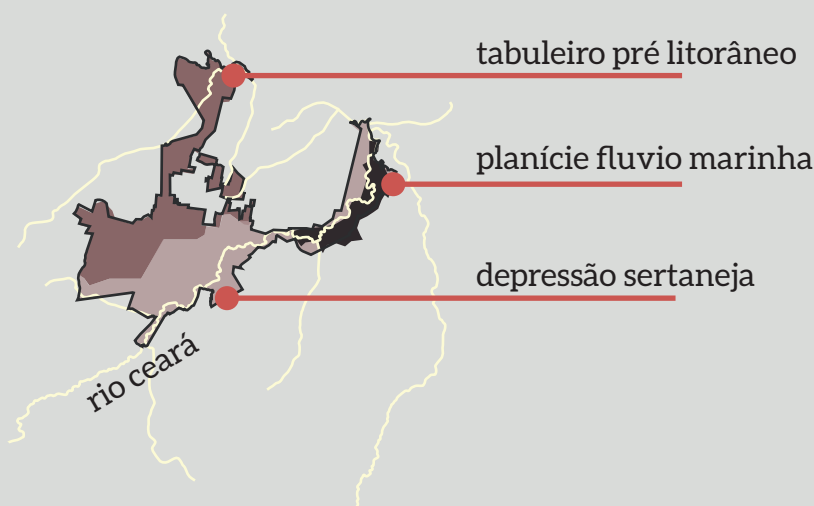 tabuleiro pré litorâneo
planície fluvio marinha
depressão sertaneja
rio ceará